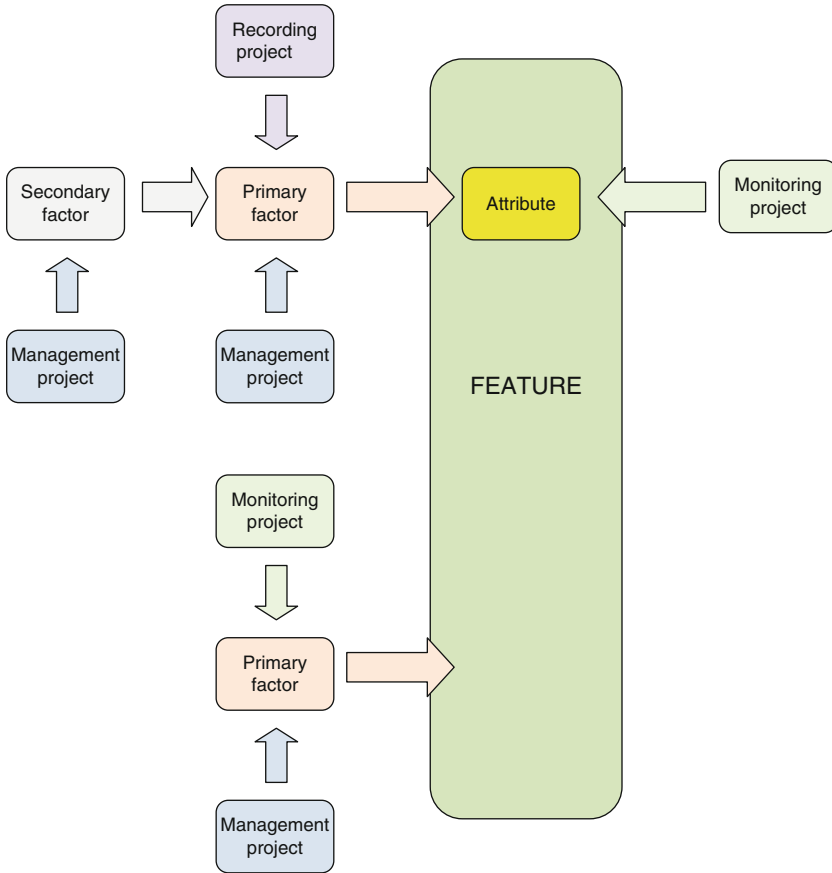 Recording
project
Secondary
factor
Primary
factor
Attribute
Monitoring
project
Management
project
Management
project
FEATURE
Monitoring
project
Primary
factor
Management
project